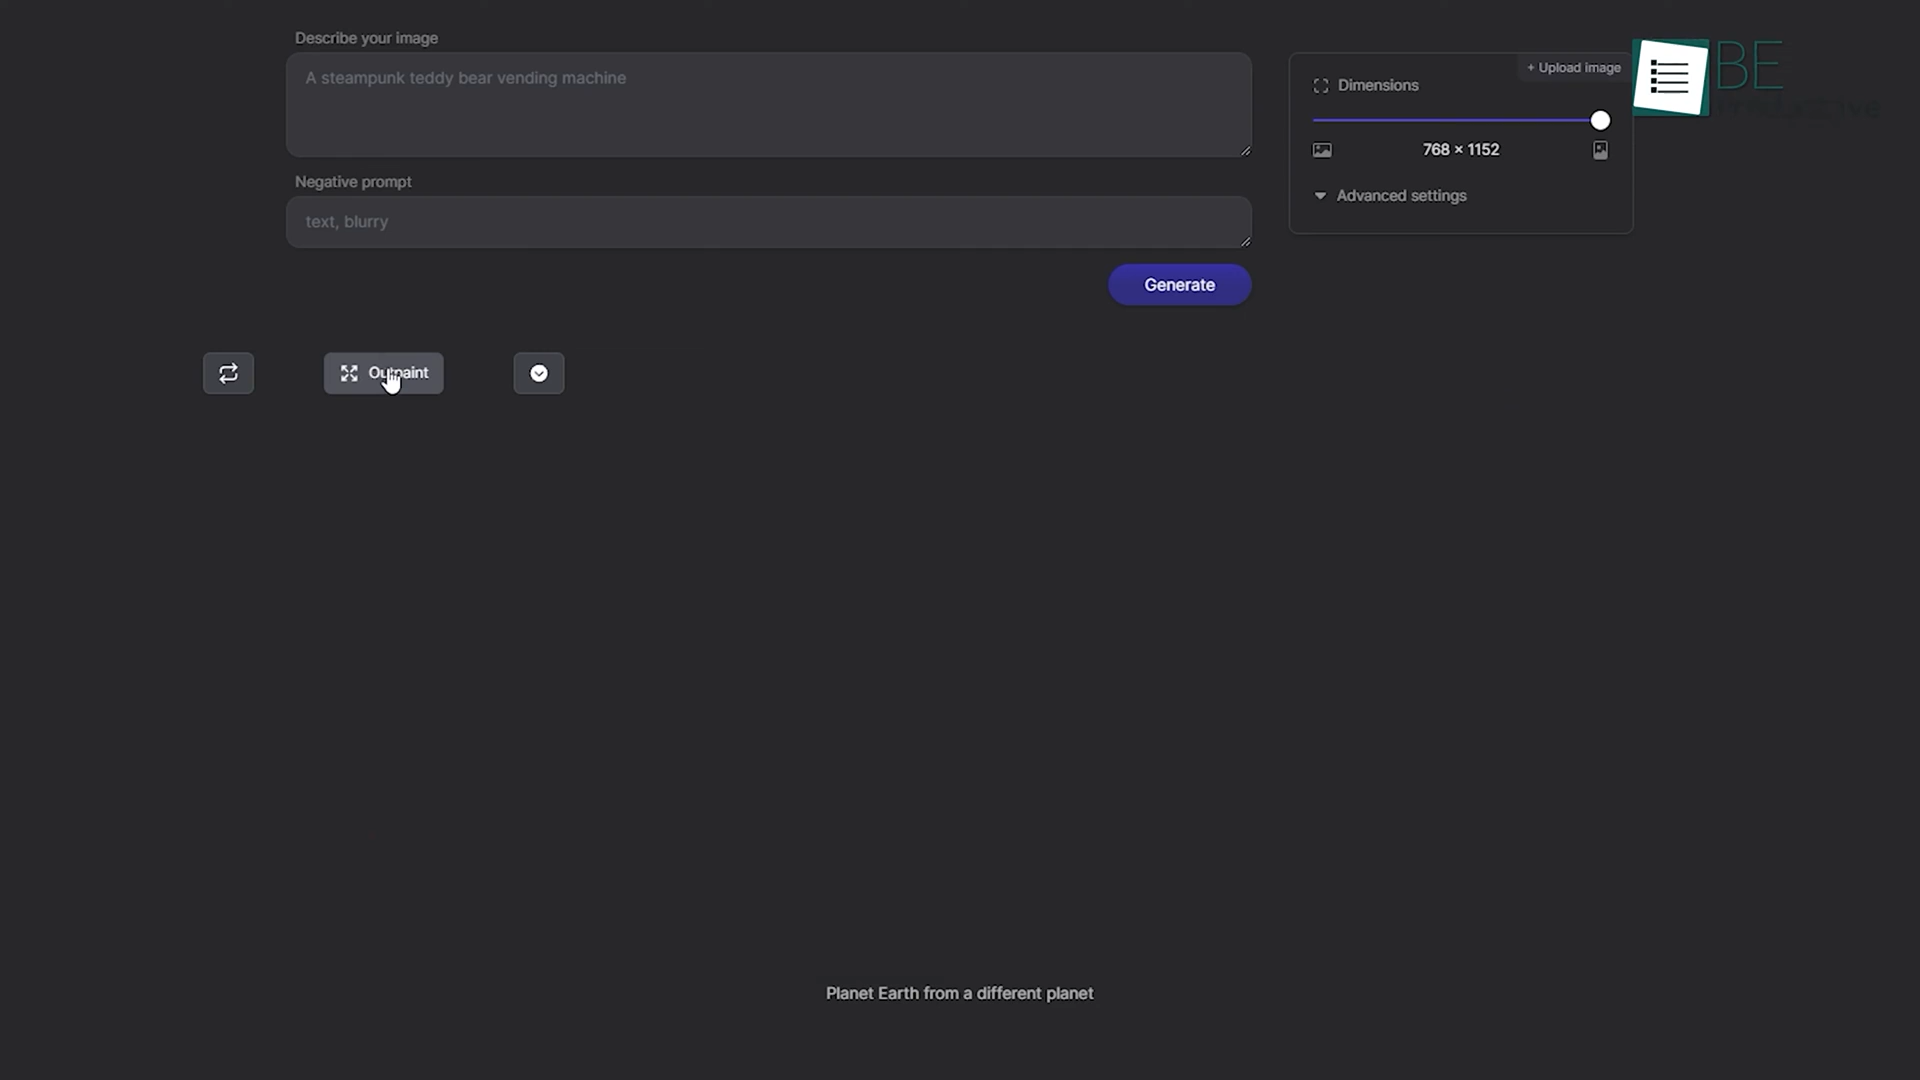 Describe your image
A steampunk teddy bear vending machine
+ Upload image
Dimensions
768 × 1152
Advanced settings
Negative prompt
text, blurry
Generate
Outpaint
BE
Planet Earth from a different planet